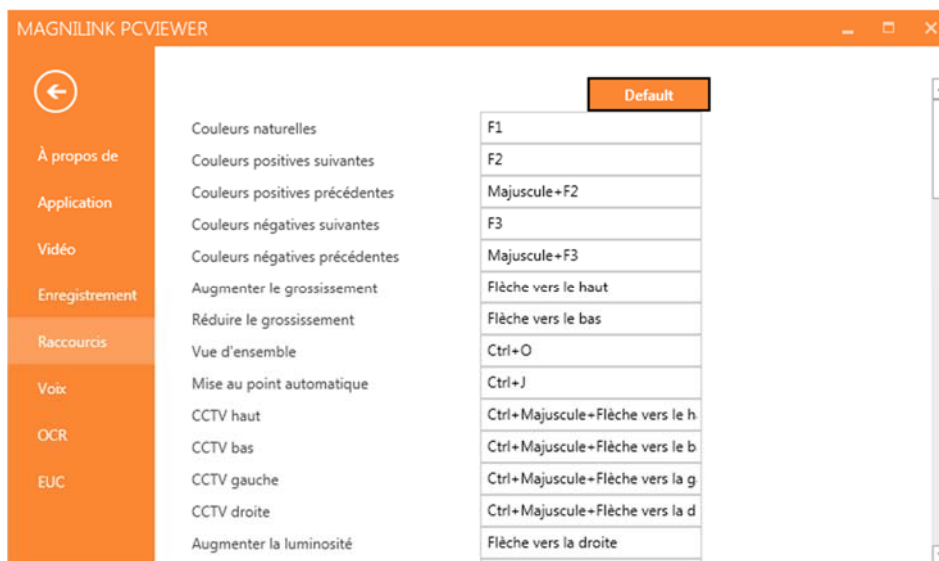 MAGNILINK PCVIEWER
À propos de
Application
Vidéo
Enregistrement
Raccourcis
Voix
OCR
EUC
Default
Couleurs naturelles F1
Couleurs positives suivantes F2
Couleurs positives précédentes Majuscule+F2
Couleurs négatives suivantes F3
Couleurs négatives précédentes Majuscule+F3
Augmenter le grossissement Flèche vers le haut
Réduire le grossissement Flèche vers le bas
Vue d'ensemble Ctrl+O
Mise au point automatique Ctrl+J
CCTV haut Ctrl+Majuscule+Flèche vers le h
CCTV bas Ctrl+Majuscule+Flèche vers le b
CCTV gauche Ctrl+Majuscule+Flèche vers la g
CCTV droite Ctrl+Majuscule+Flèche vers la d
Augmenter la luminosité Flèche vers la droite